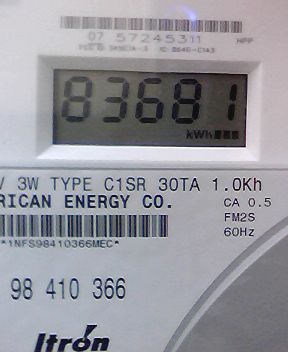 07 57245311
83681
kWh
V 3W TYPE C1SR 30TA 1.0Kh
RICAN ENERGY CO.
CA 0.5
FM2S
60Hz
*1NFS98410366MEC*
98 410 366
Itron